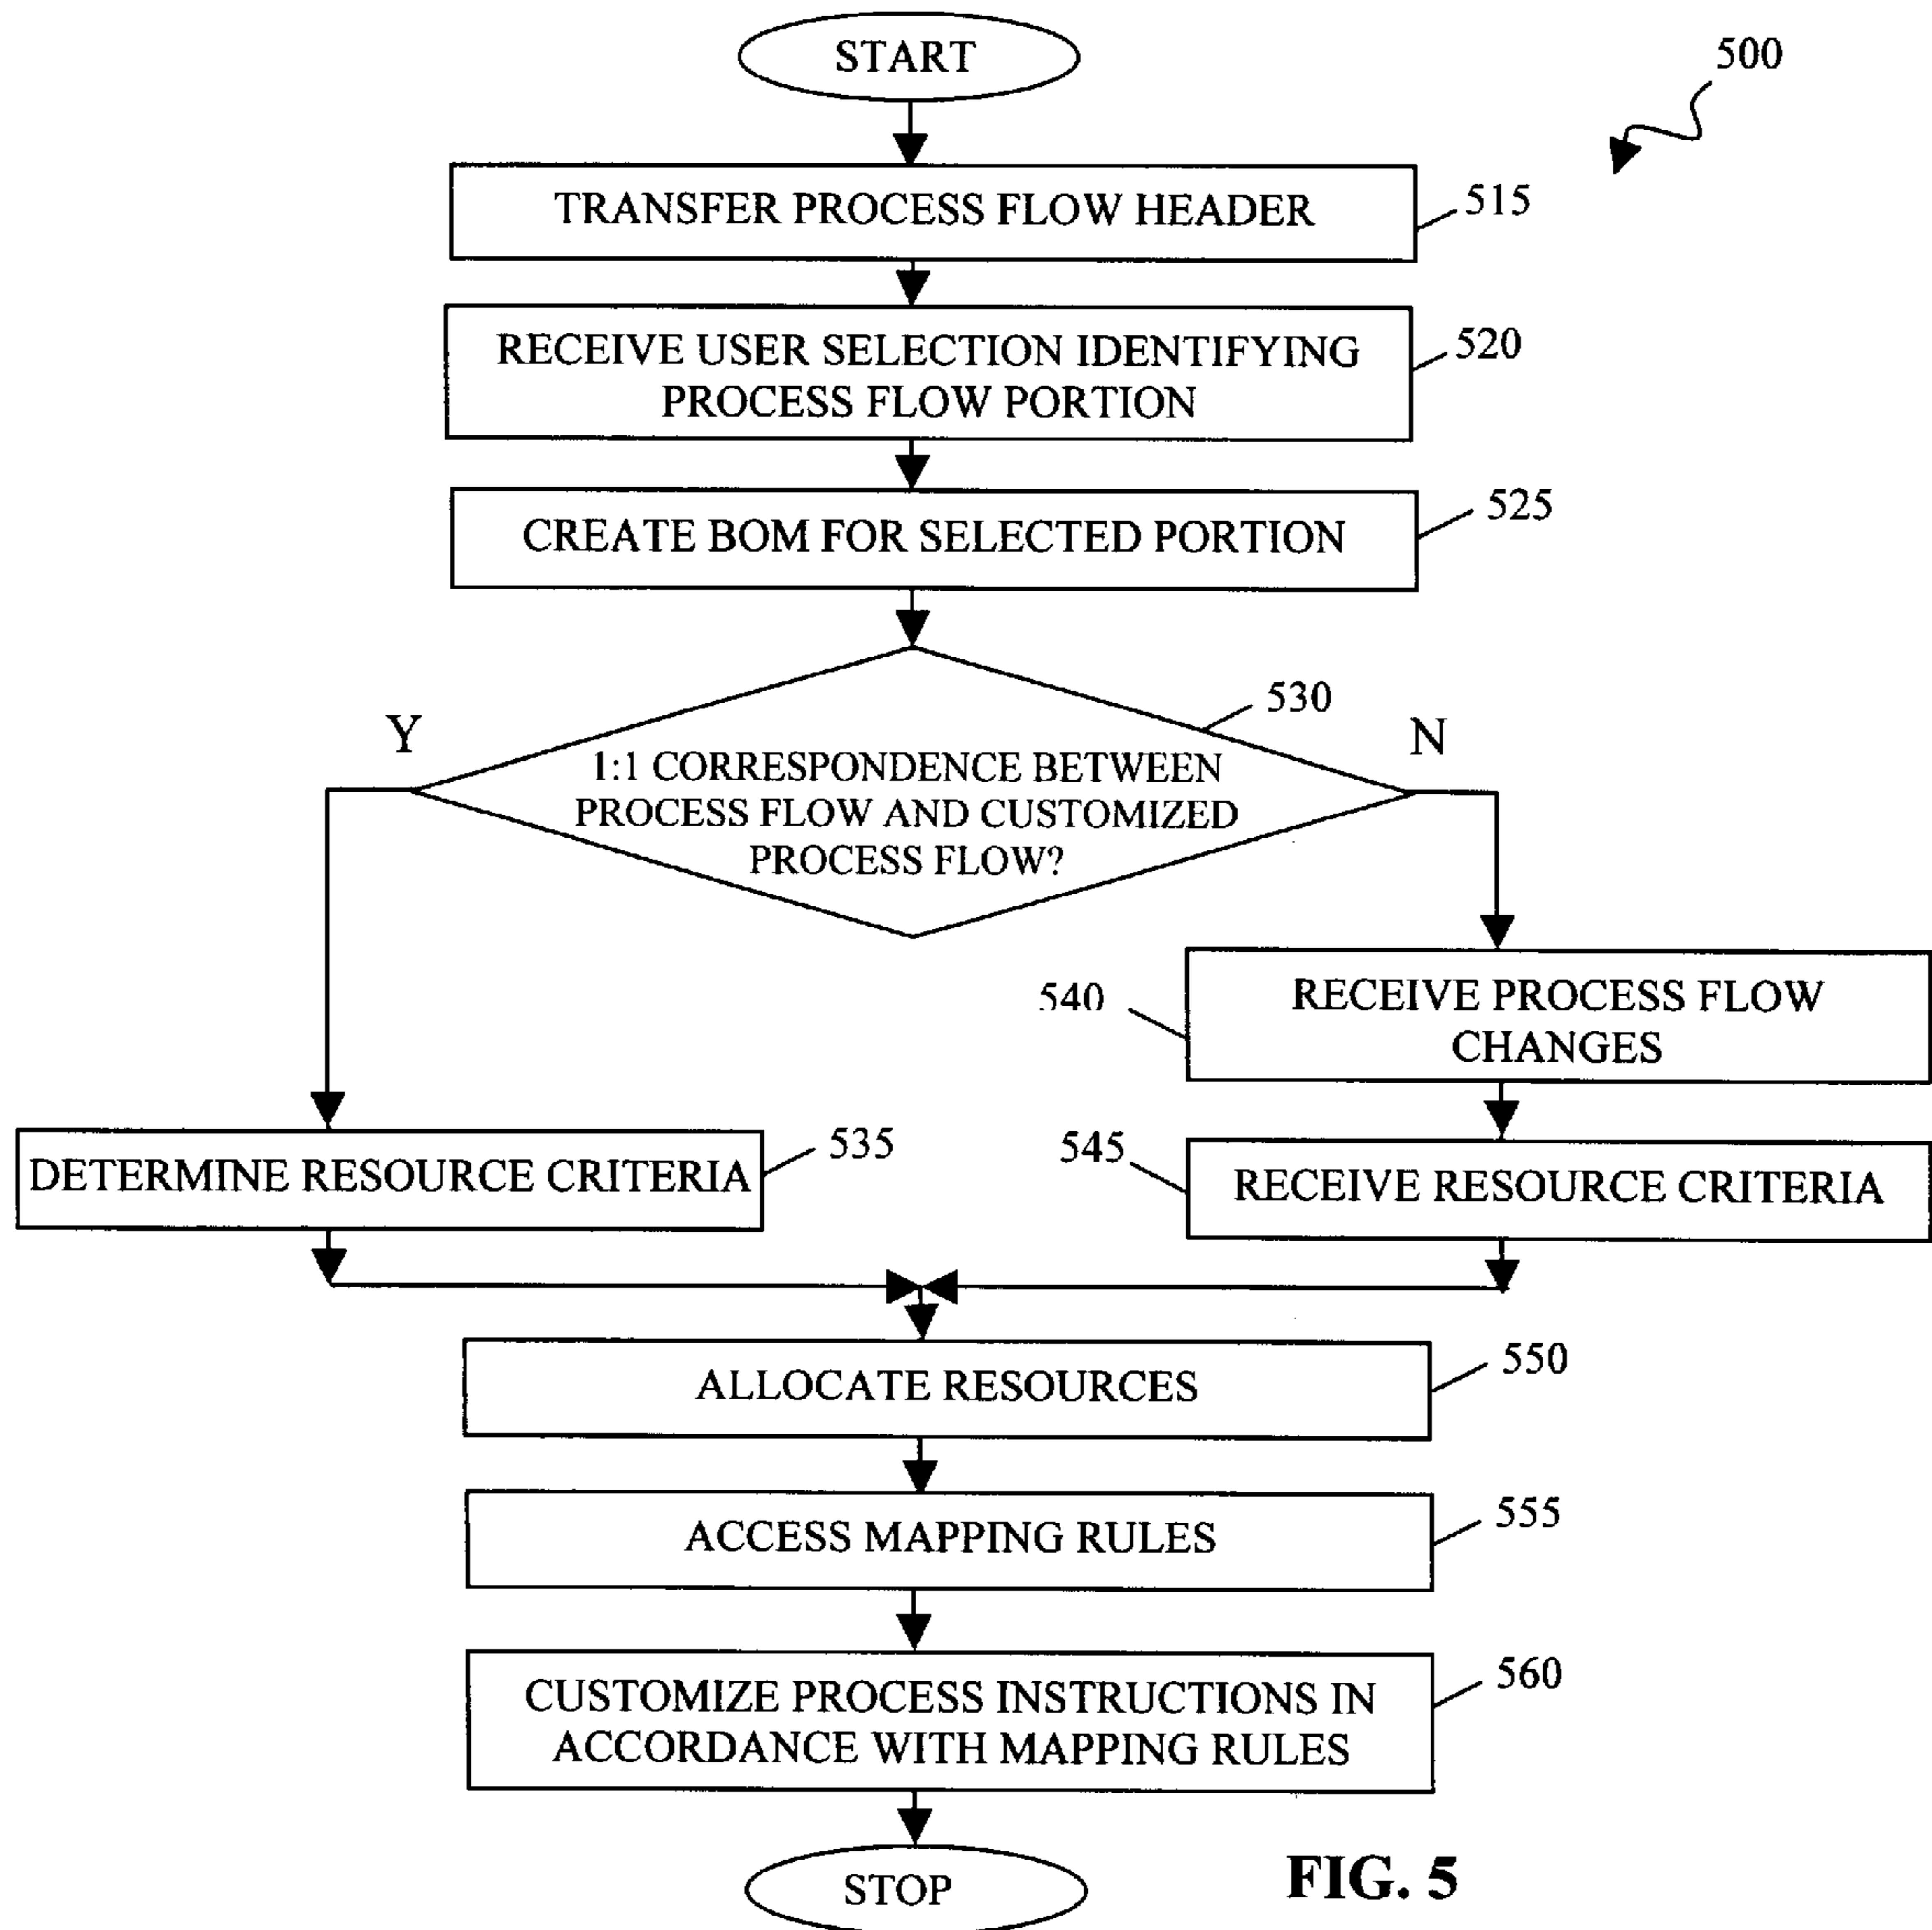 START
500
TRANSFER PROCESS FLOW HEADER
515
RECEIVE USER SELECTION IDENTIFYING
PROCESS FLOW PORTION
520
CREATE BOM FOR SELECTED PORTION
525
530
Y
N
1:1 CORRESPONDENCE BETWEEN
PROCESS FLOW AND CUSTOMIZED
PROCESS FLOW?
540
RECEIVE PROCESS FLOW
CHANGES
DETERMINE RESOURCE CRITERIA
535
545
RECEIVE RESOURCE CRITERIA
ALLOCATE RESOURCES
550
ACCESS MAPPING RULES
555
CUSTOMIZE PROCESS INSTRUCTIONS IN
ACCORDANCE WITH MAPPING RULES
560
STOP
FIG. 5